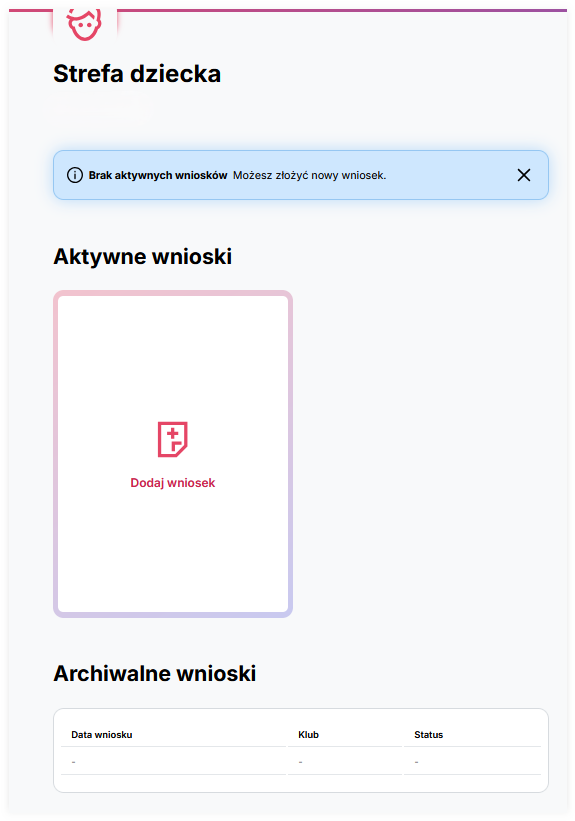 Strefa dziecka
Brak aktywnych wniosków Możesz złożyć nowy wniosek.
Aktywne wnioski
Dodaj wniosek
Archiwalne wnioski
Data wniosku Klub Status
- - -